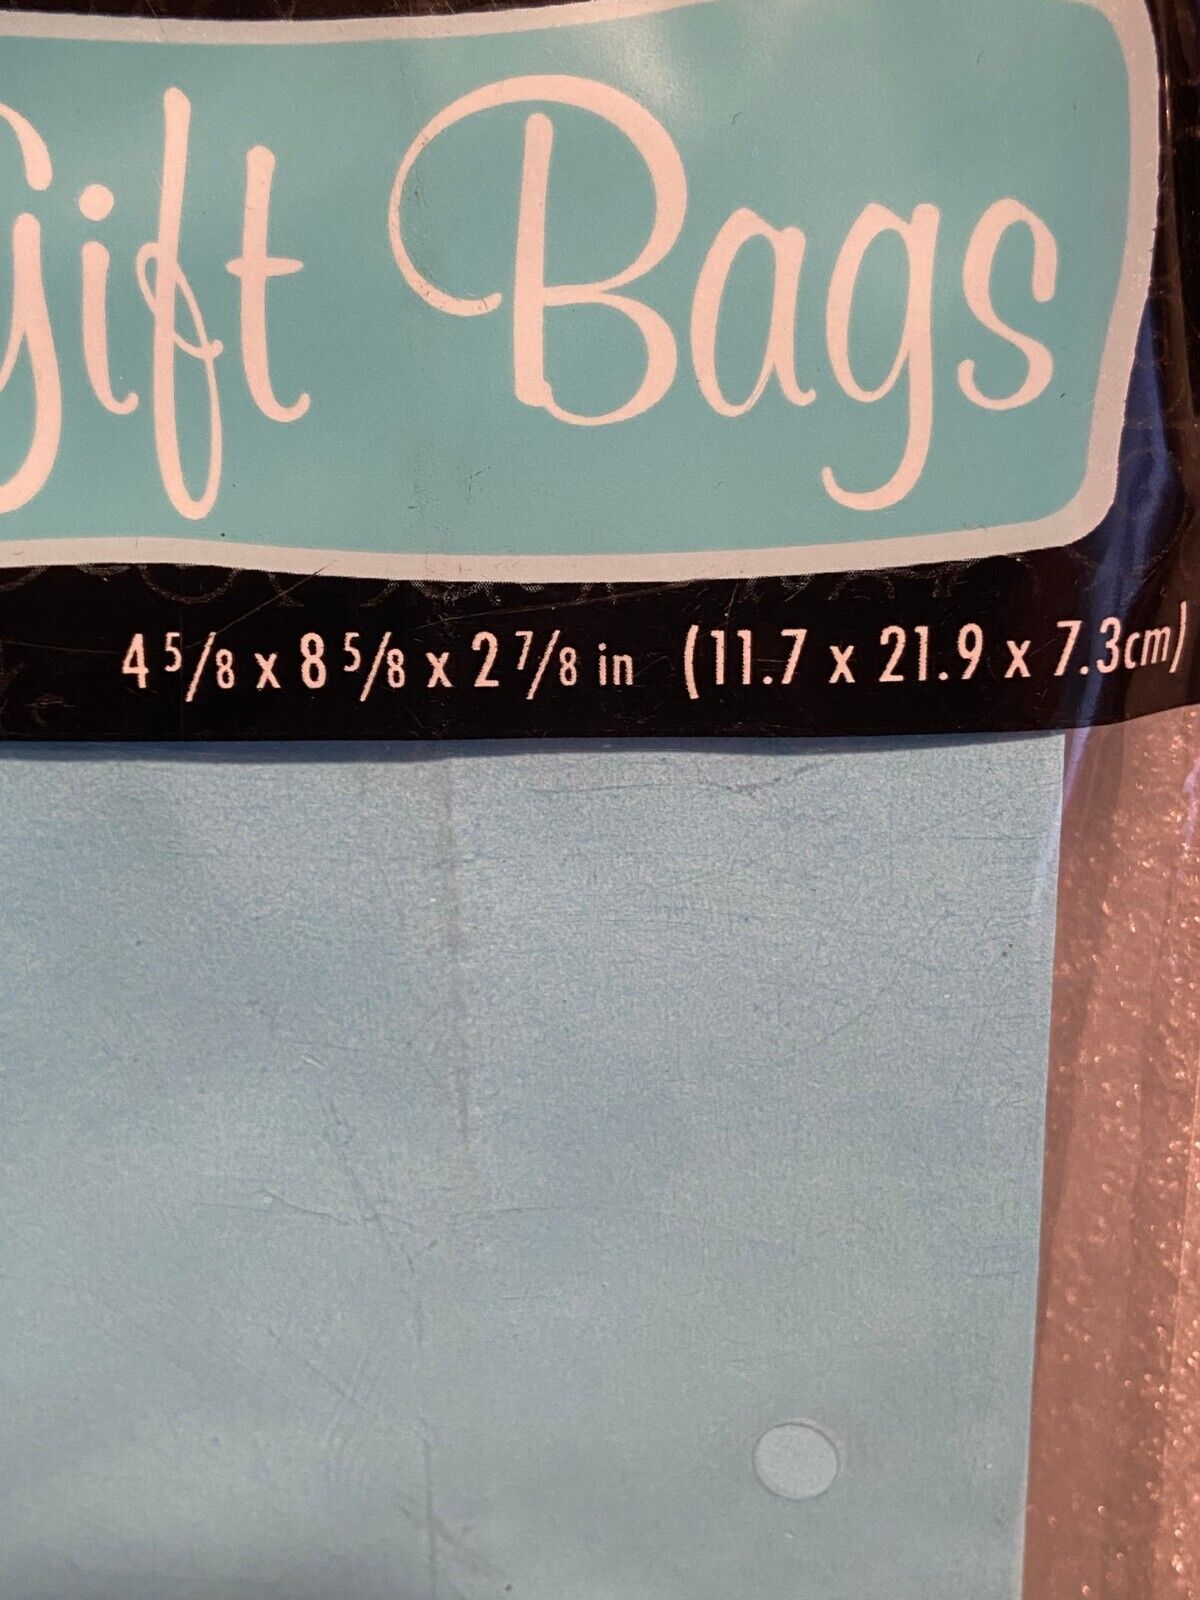 Gift Bags
4 5/8 x 8 5/8 x 2 7/8 in (11.7 x 21.9 x 7.3cm)